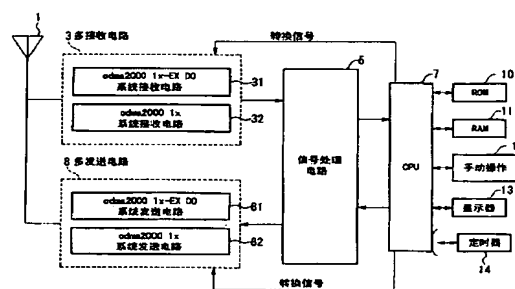 1
3多接收电路
cdma2000 1x-EX DO
系统接收电路
31
cdma2000 1x
系统接收电路
32
转换信号
6
信号处理
电路
7
CPU
10
ROM
11
RAM
1
手动操作
13
显示器
定时器
14
8多发送电路
cdma2000 1x-EX DO
系统发送电路
81
cdma2000 1x
系统发送电路
82
转换信号